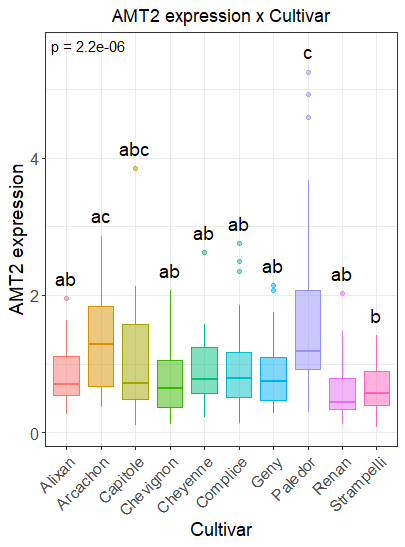 AMT2 expression x Cultivar
p = 2.2e-06
c
abc
ac
ab
ab
ab
ab
ab
ab
b
AMT2 expression
4
2
0
Alixan
Arcachon
Capitole
Chevignon
Cheyenne
Complice
Geny
Paledor
Renan
Strampelli
Cultivar